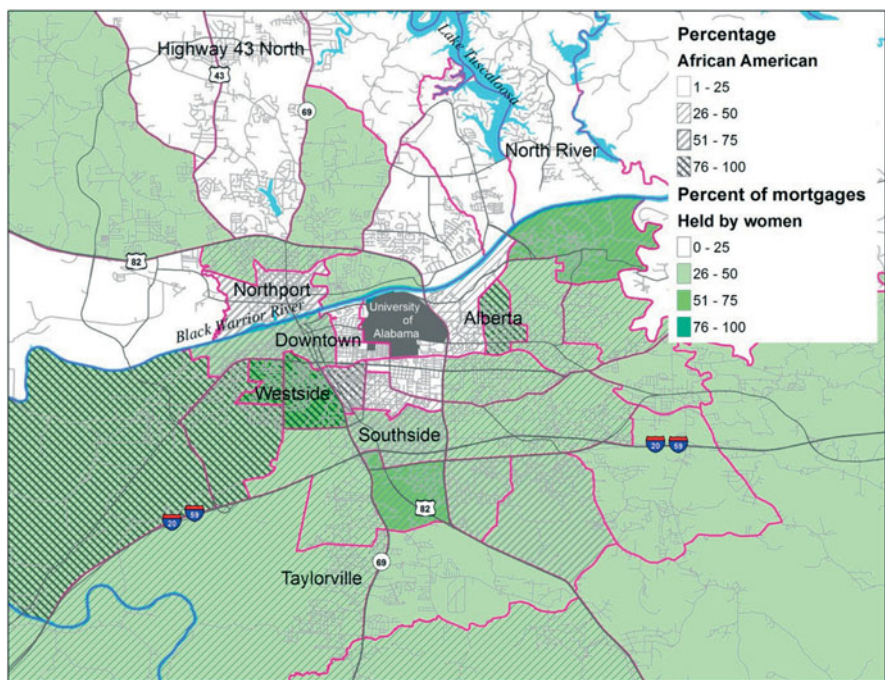 Highway 43 North
43
69
Lake Tuscaloosa
North River
82
Northport
Black Warrior River
University
of
Alabama
Alberta
Downtown
Westside
Southside
20 59
82
20 59
69
Taylorville
Percentage
African American
1 - 25
26 - 50
51 - 75
76 - 100
Percent of mortgages
Held by women
0 - 25
26 - 50
51 - 75
76 - 100